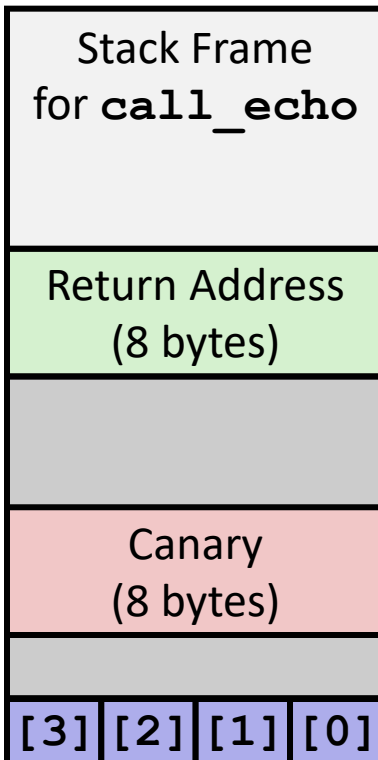 Stack Frame
for call_echo
Return Address
(8 bytes)
Canary
(8 bytes)
[3] [2] [1] [0]